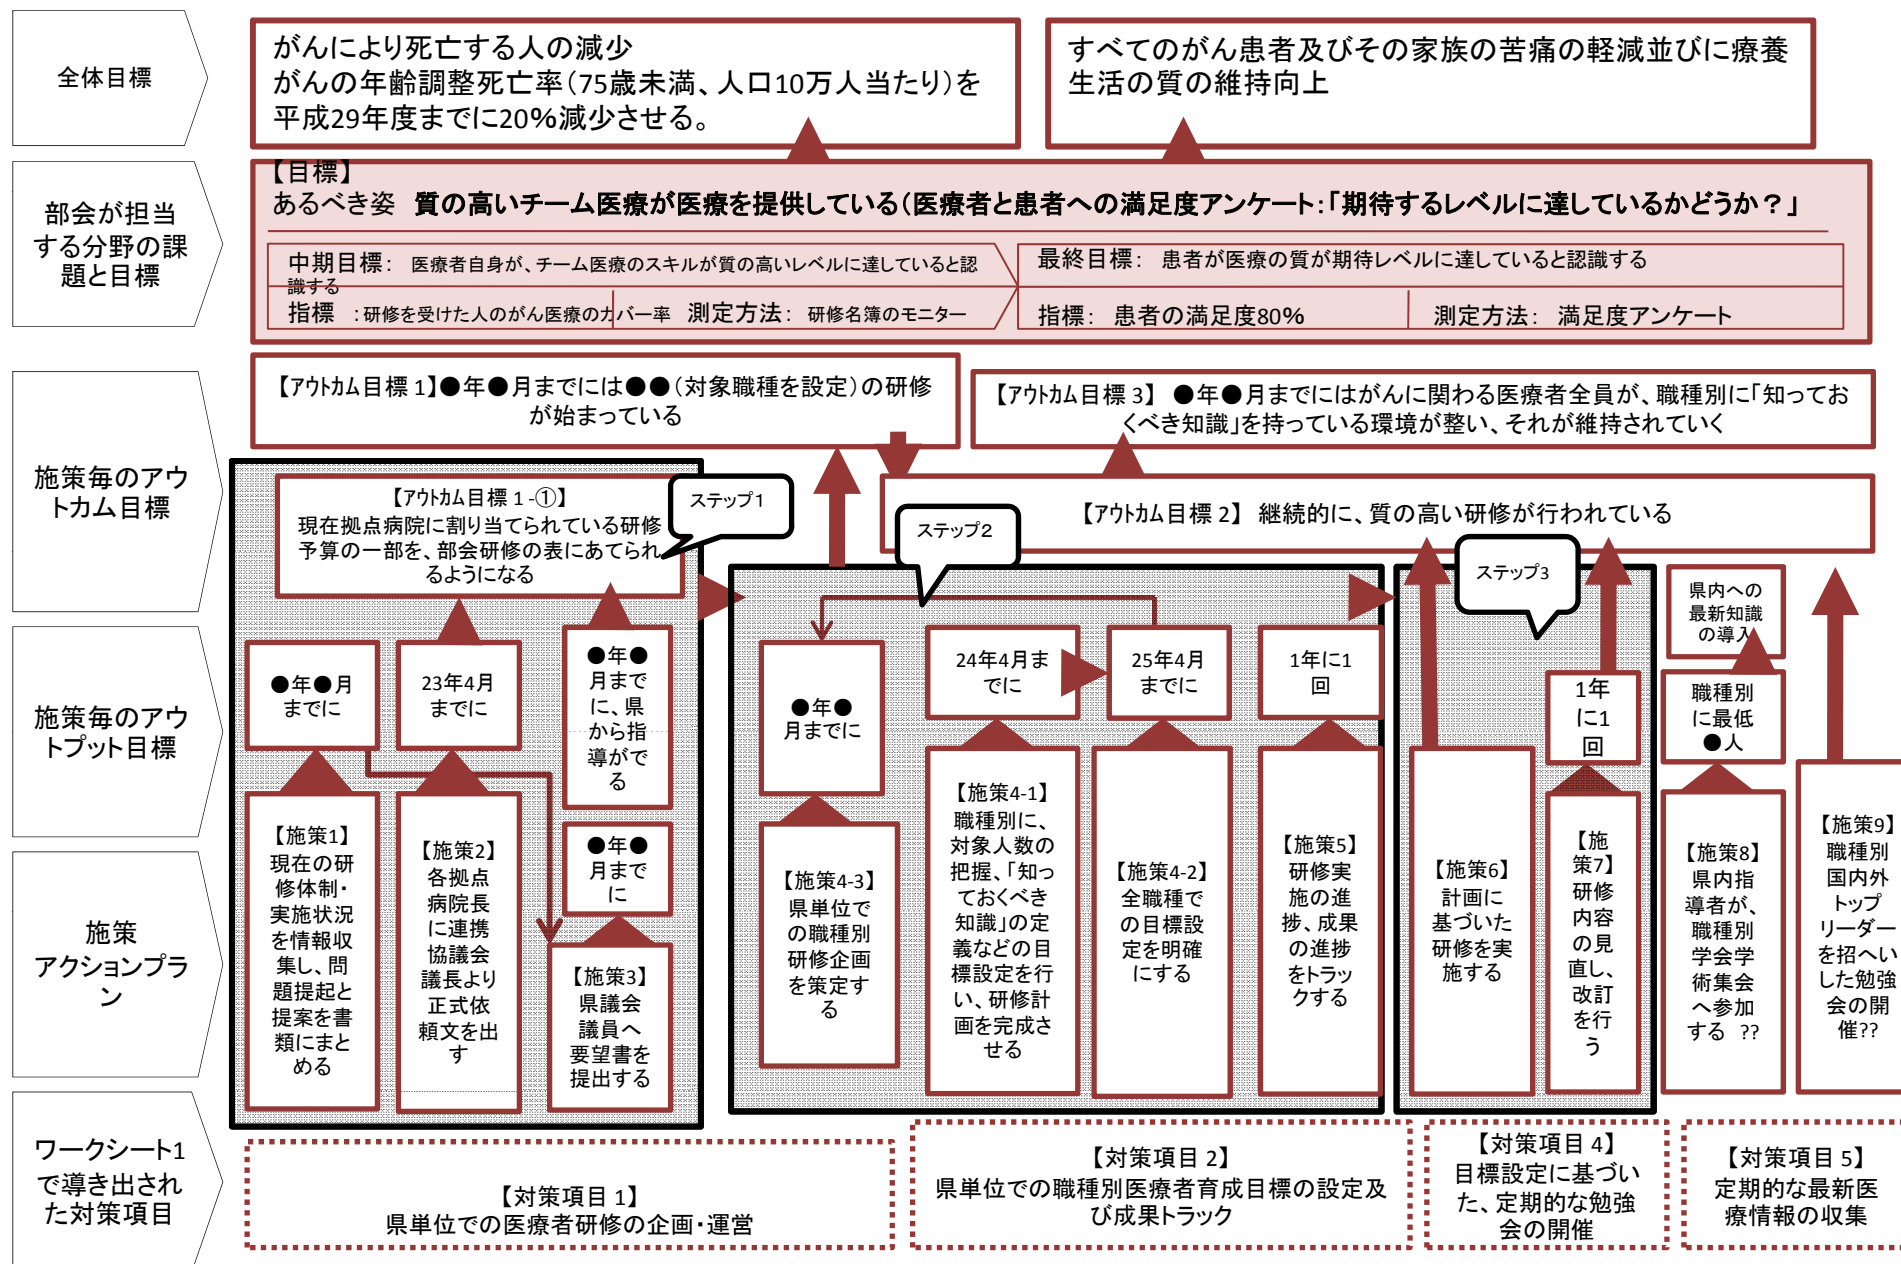 全体目標
がんにより死亡する人の減少
がんの年齢調整死亡率(75歳未満、人口10万人当たり)を
平成29年度までに20%減少させる。
すべてのがん患者及びその家族の苦痛の軽減並びに療養
生活の質の維持向上
部会が担当
する分野の課
題と目標
【目標】
あるべき姿 質の高いチーム医療が医療を提供している(医療者と患者への満足度アンケート:「期待するレベルに達しているかどうか?」
中期目標: 医療者自身が、チーム医療のスキルが質の高いレベルに達していると認
識する
指標 :研修を受けた人のがん医療のカバー率 測定方法: 研修名簿のモニター
最終目標: 患者が医療の質が期待レベルに達していると認識する
指標: 患者の満足度80%
測定方法: 満足度アンケート
施策毎のアウ
トカム目標
【アウトカム目標1】●年●月までには●●(対象職種を設定)の研修
が始まっている
【アウトカム目標3】 ●年●月までにはがんに関わる医療者全員が、職種別に「知ってお
くべき知識」を持っている環境が整い、それが維持されていく
【アウトカム目標1-①】
現在拠点病院に割り当てられている研修
予算の一部を、部会研修の表にあてられ
るようになる
ステップ1
ステップ2
【アウトカム目標2】 継続的に、質の高い研修が行われている
ステップ3
施策毎のアウ
トプット目標
●年●月
までに
23年4月
までに
●年●
月まで
に、県
から指
導がで
る
●年●
月までに
24年4月ま
でに
25年4月
までに
1年に1
回
1年
に1
回
県内への
最新知識
の導入
職種別
に最低
●人
施策
アクションプラ
ン
【施策1】
現在の研
修体制・
実施状況
を情報収
集し、問
題提起と
提案を書
類にまと
める
【施策2】
各拠点
病院長
に連携
協議会
議長より
正式依
頼文を出
す
●年●
月まで
に
【施策3】
県議会
議員へ
要望書を
提出する
【施策4-3】
県単位で
の職種別
研修企画
を策定す
る
【施策4-1】
職種別に、
対象人数の
把握、「知っ
ておくべき
知識」の定
義などの目
標設定を行
い、研修計
画を完成さ
せる
【施策4-2】
全職種で
の目標設
定を明確
にする
【施策5】
研修実
施の進
捗、成果
の進捗
をトラッ
クする
【施策6】
計画に
基づいた
研修を実
施する
【施
策7】
研修
内容
の見
直し、
改訂
を行
う
【施策8】
県内指
導者が、
職種別
学会学
術集会
へ参加
する ??
【施策9】
職種別
国内外
トップ
リーダー
を招へい
した勉強
会の開
催??
ワークシート1
で導き出され
た対策項目
【対策項目1】
県単位での医療者研修の企画・運営
【対策項目2】
県単位での職種別医療者育成目標の設定及
び成果トラック
【対策項目4】
目標設定に基づい
た、定期的な勉強
会の開催
【対策項目5】
定期的な最新医
療情報の収集